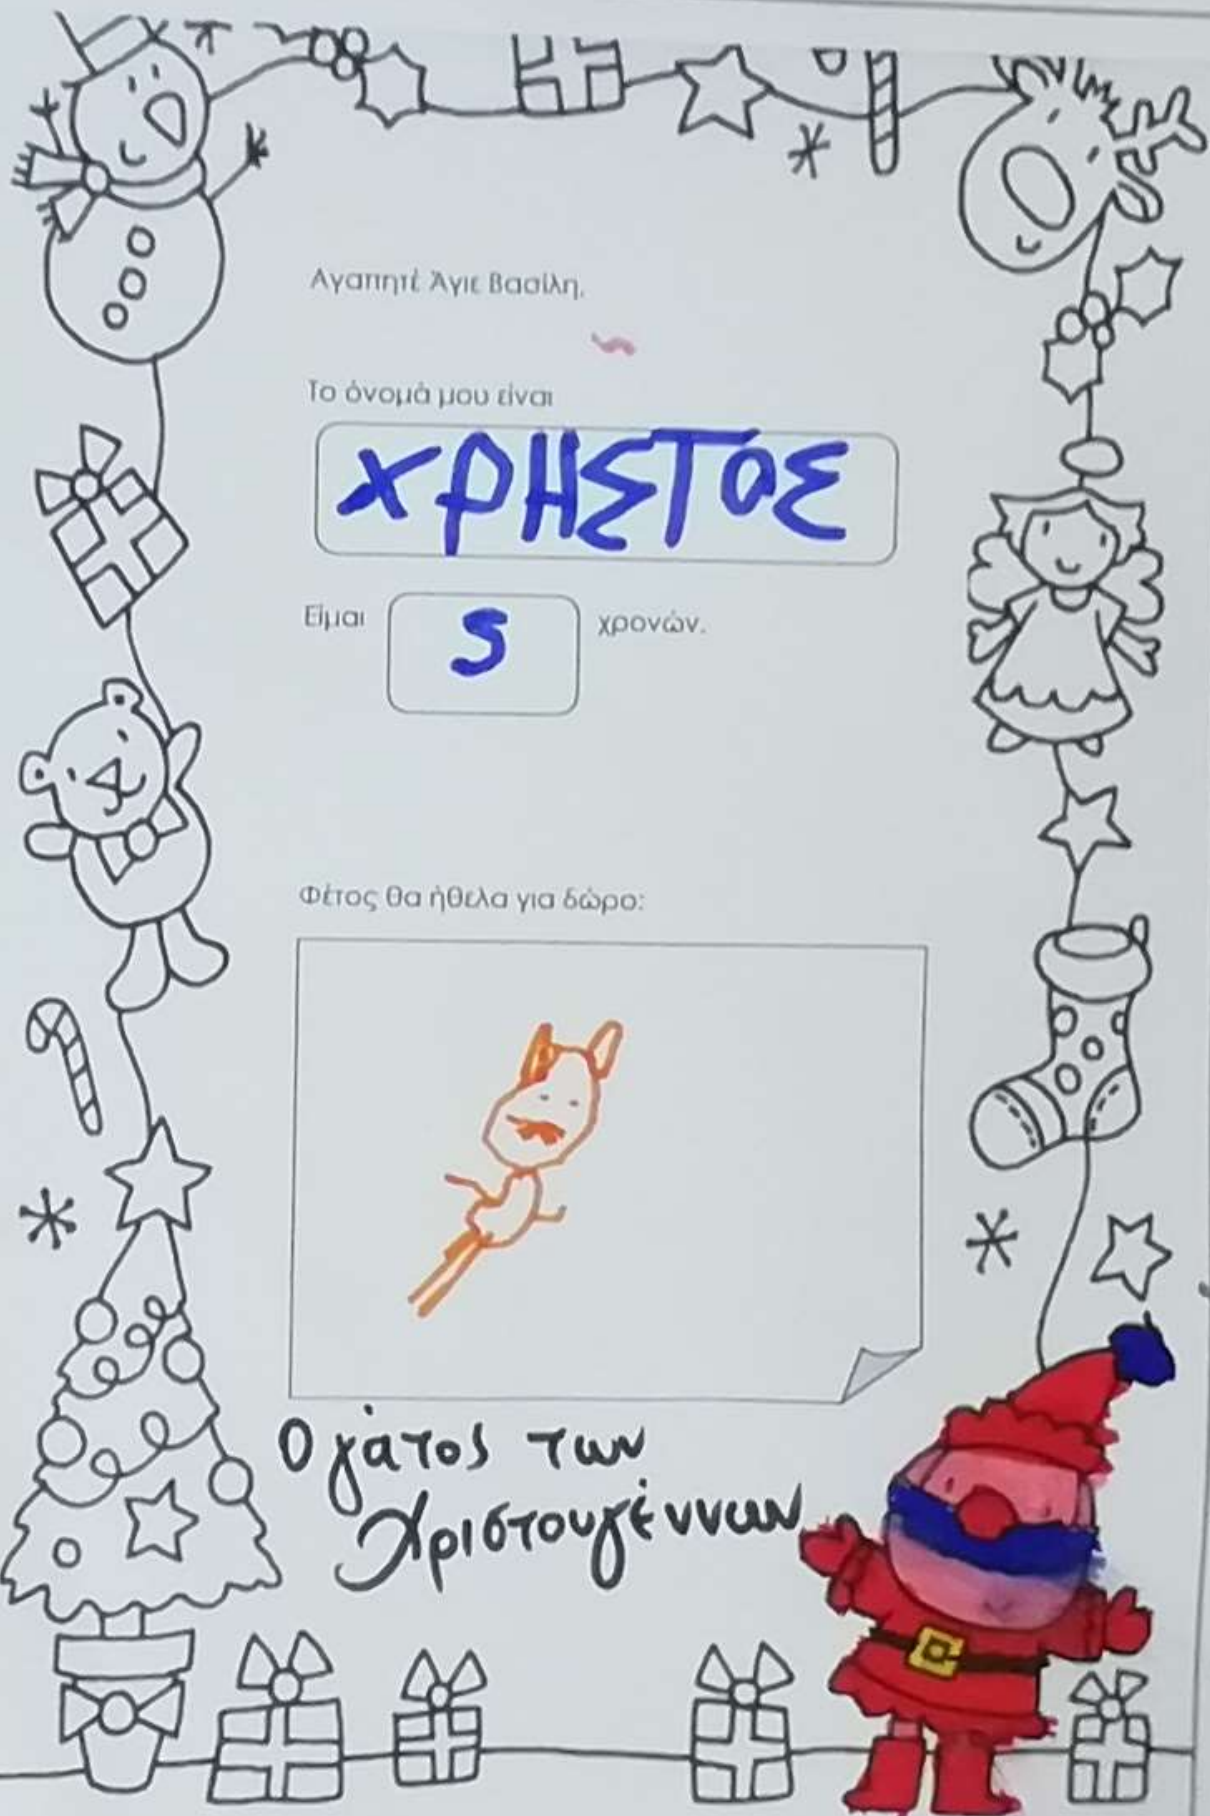 Αγαπητέ Άγιε Βασίλη,
Το όνομά μου είναι
ΧΡΗΣΤΟΣ
Είμαι 5 χρονών.
Φέτος θα ήθελα για δώρο:
Ο γάτος των
Χριστουγέννων